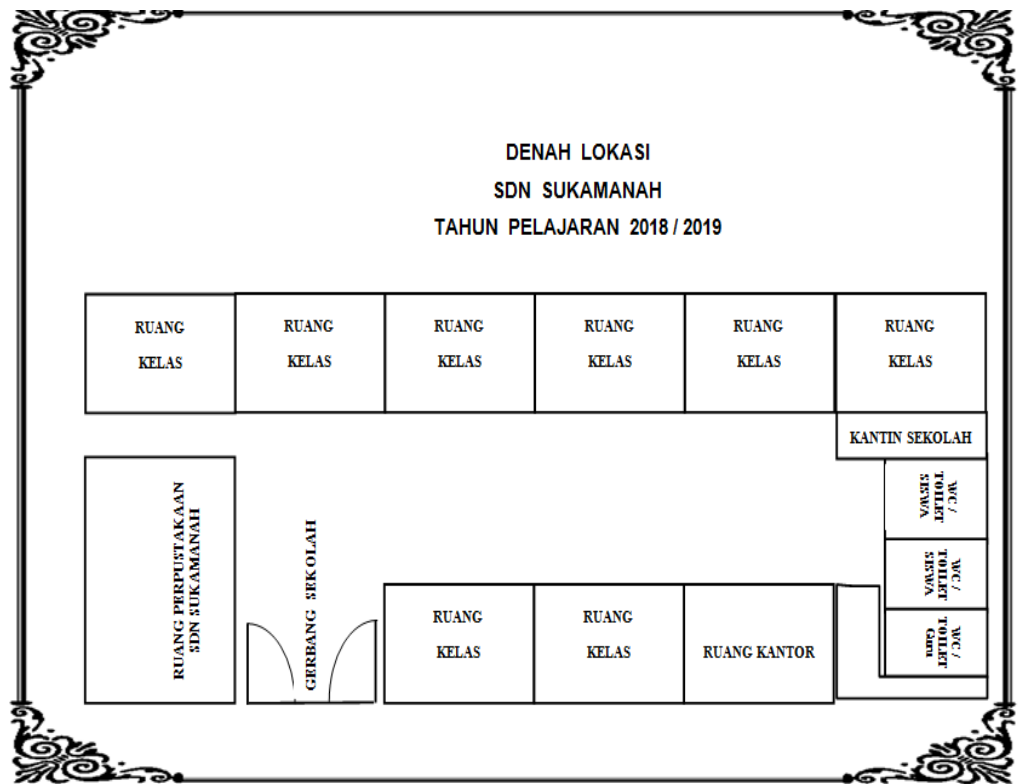 DENAH LOKASI
SDN SUKAMANAH
TAHUN PELAJARAN 2018 / 2019
RUANG
KELAS
RUANG
KELAS
RUANG
KELAS
RUANG
KELAS
RUANG
KELAS
RUANG
KELAS
KANTIN SEKOLAH
RUANG PERPUSTAKAAN
SDN SUKAMANAH
GERBANG SEKOLAH
RUANG
KELAS
RUANG
KELAS
RUANG KANTOR
WC /
TOILET
SISWA
WC /
TOILET
SISWA
WC /
TOILET
Guru